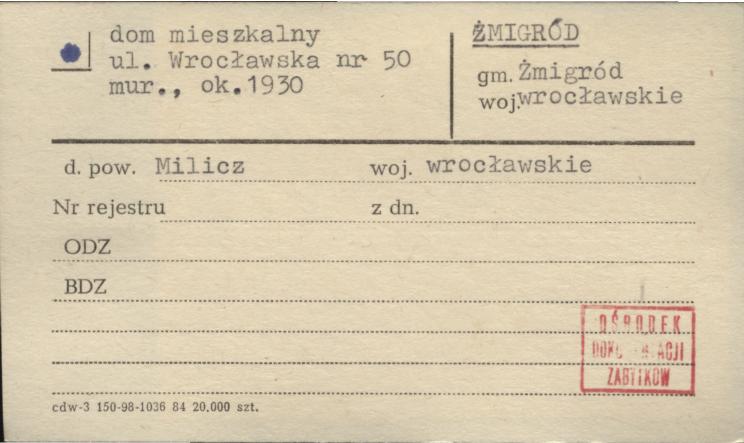 dom mieszkalny
ul. Wrocławska nr 50
mur., ok.1930
ŻMIGRÓD
gm. Żmigród
woj. wrocławskie
d. pow. Milicz woj. wrocławskie
Nr rejestru z dn.
ODZ
BDZ
OŚRODEK
ZABYTKÓW
cdw-3 150-98-1036 84 20.000 szt.